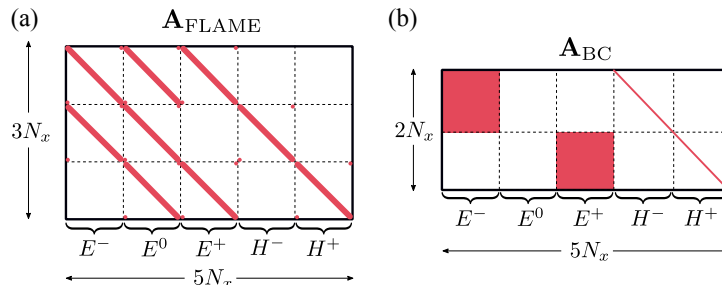 (a)
A_FLAME
3N_x
E^- E^0 E^+ H^- H^+
5N_x
(b)
A_BC
2N_x
E^- E^0 E^+ H^- H^+
5N_x